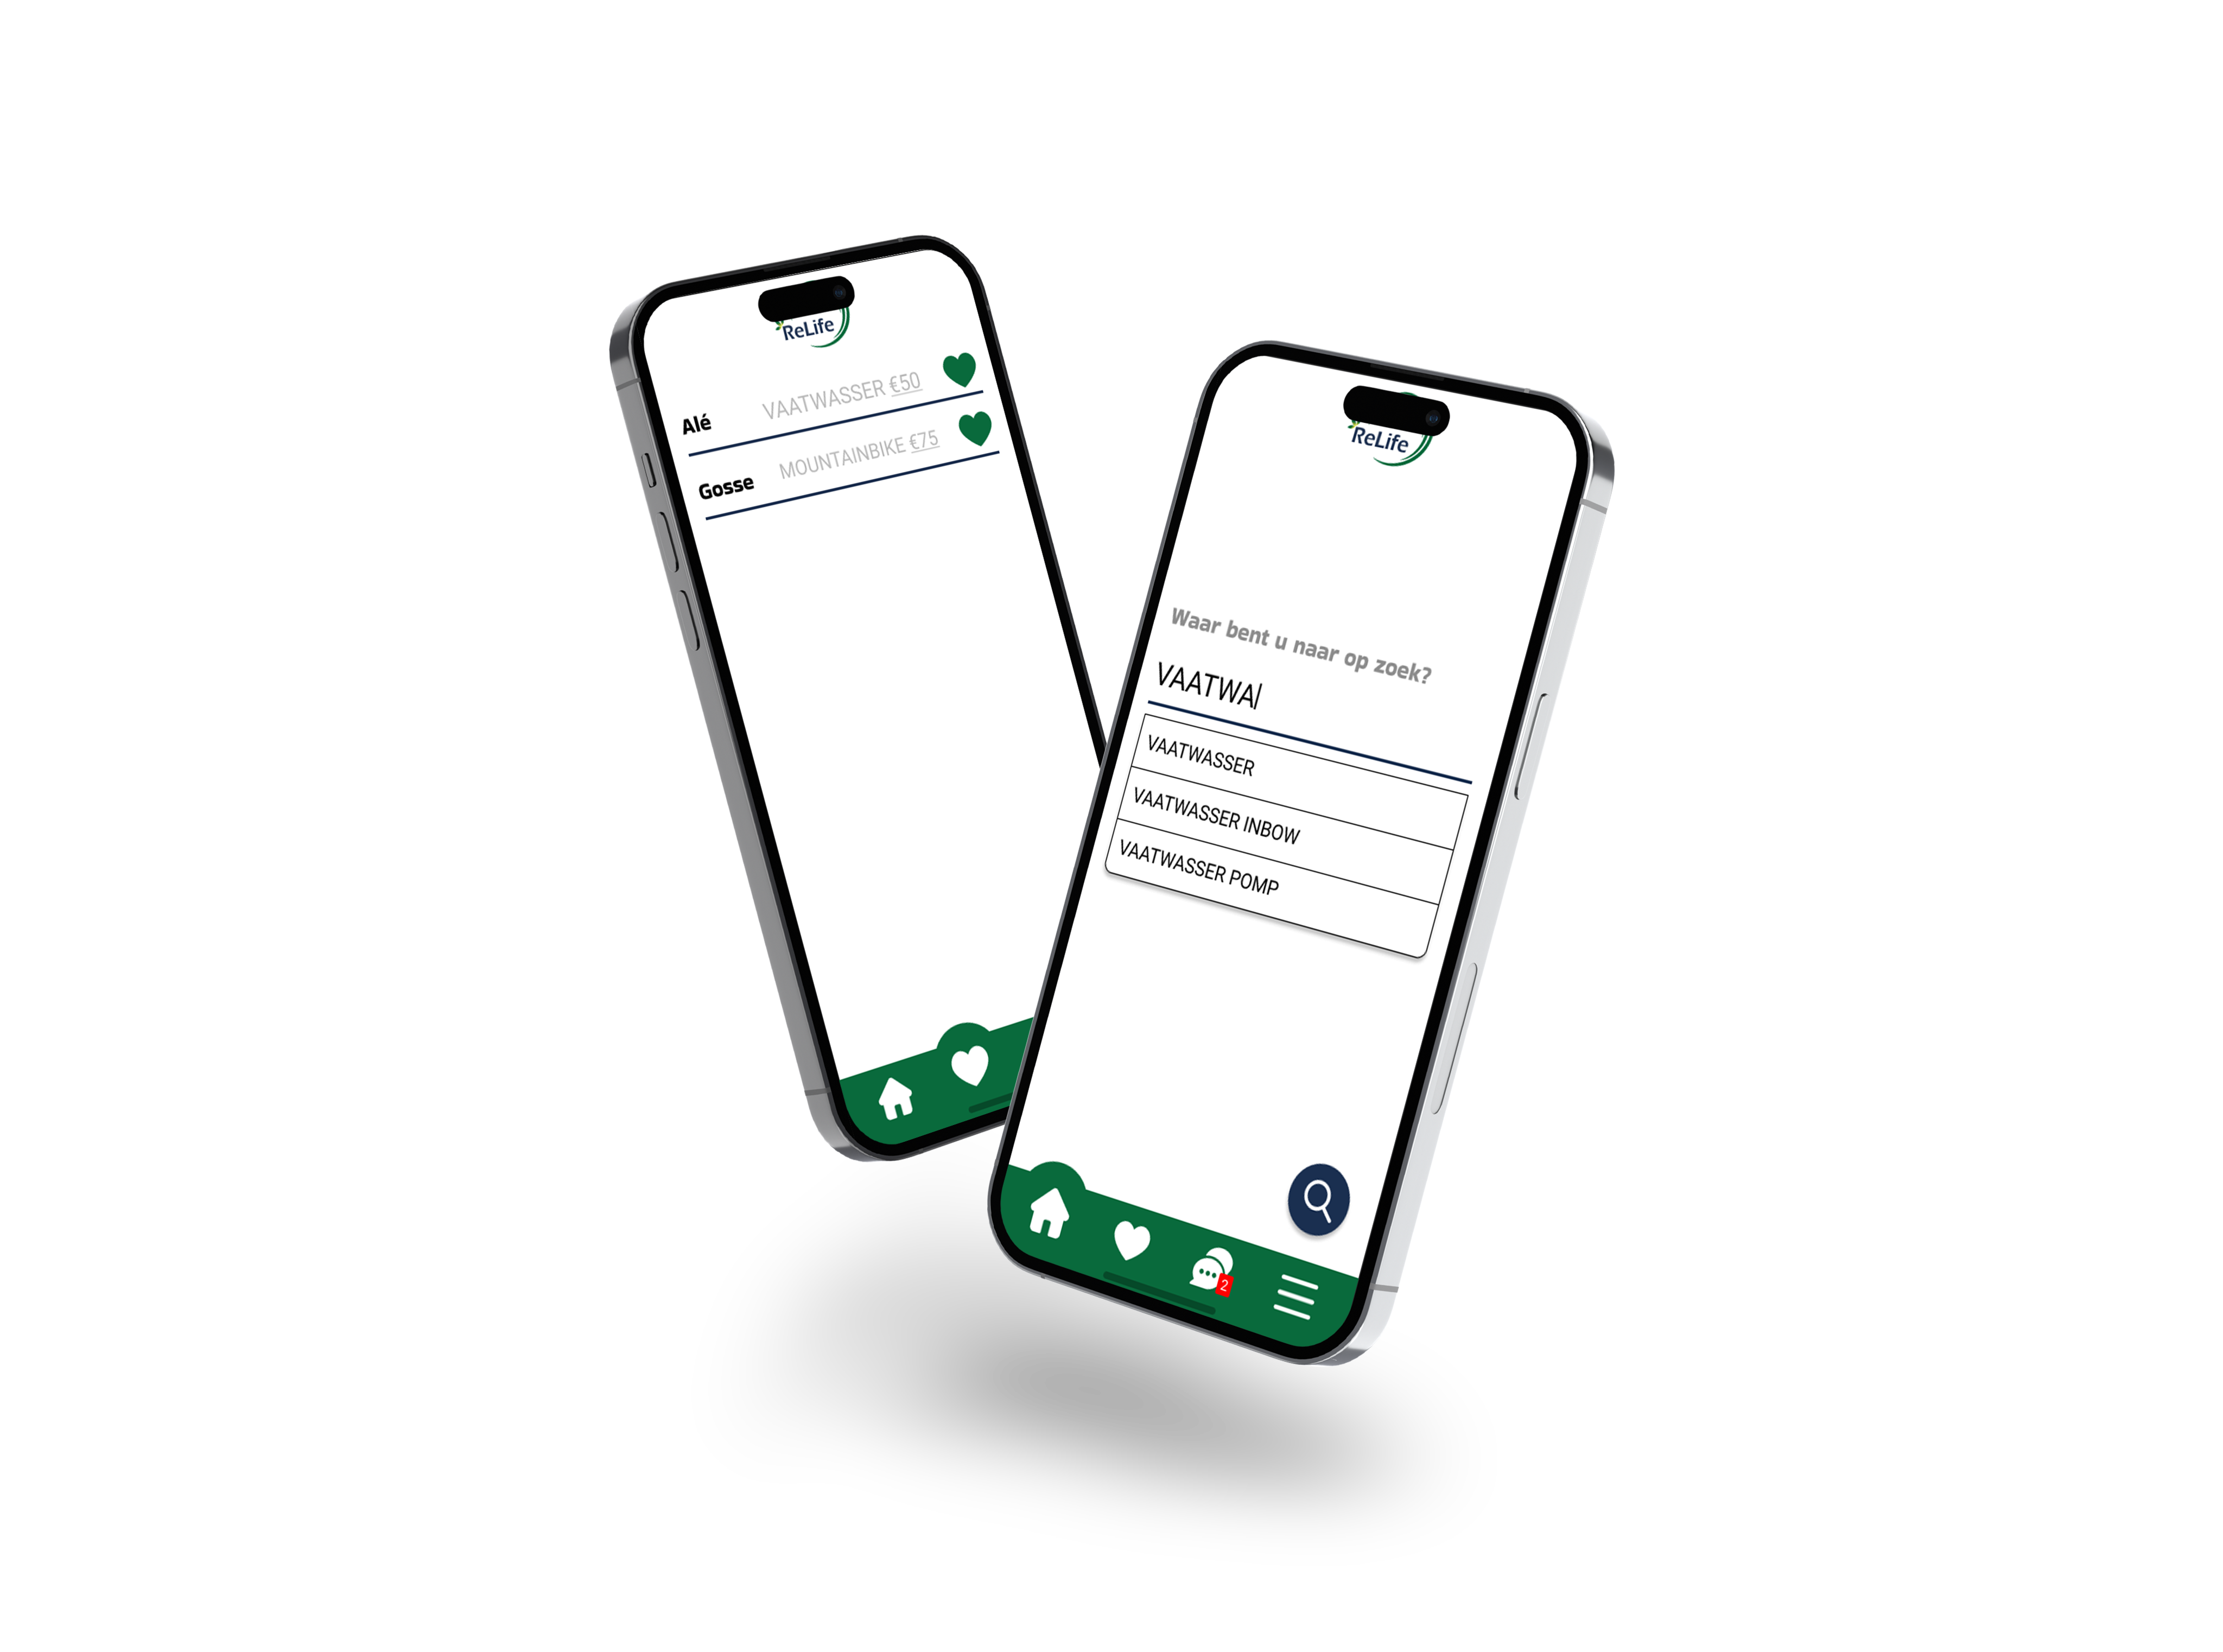 ReLife
Alé VAATWASSER €50
Gosse MOUNTAINBIKE €75
ReLife
Waar bent u naar op zoek?
VAATWA
VAATWASSER
VAATWASSER INBOW
VAATWASSER POMP
2